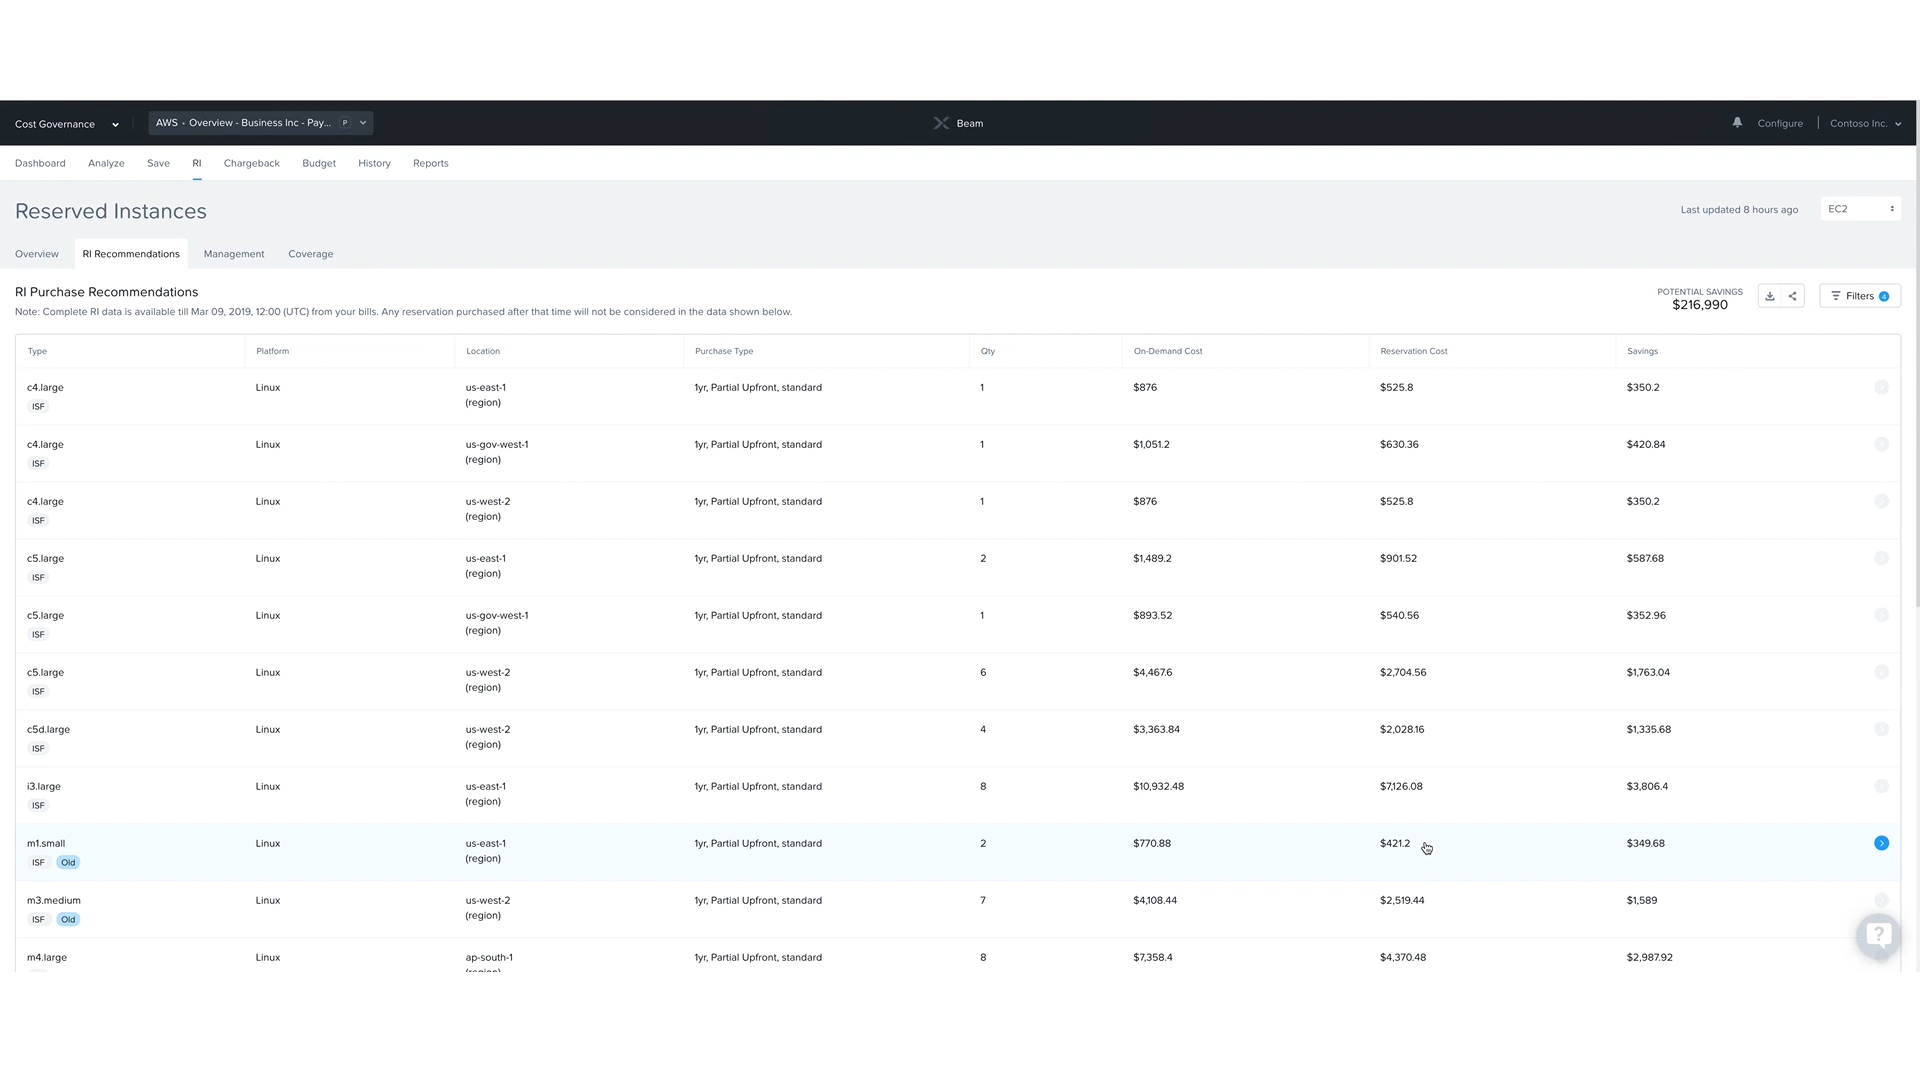 Cost Governance
AWS • Overview - Business Inc - Pay... P
Beam
Configure
Contoso Inc.
Dashboard Analyze Save RI Chargeback Budget History Reports
Reserved Instances
Last updated 8 hours ago
EC2
Overview RI Recommendations Management Coverage
RI Purchase Recommendations
Note: Complete RI data is available till Mar 09, 2019, 12:00 (UTC) from your bills. Any reservation purchased after that time will not be considered in the data shown below.
POTENTIAL SAVINGS
$216,990
Filters 4
Type Platform Location Purchase Type Qty On-Demand Cost Reservation Cost Savings
c4.large Linux us-east-1 1yr, Partial Upfront, standard 1 $876 $525.8 $350.2
ISF (region)
c4.large Linux us-gov-west-1 1yr, Partial Upfront, standard 1 $1,051.2 $630.36 $420.84
ISF (region)
c4.large Linux us-west-2 1yr, Partial Upfront, standard 1 $876 $525.8 $350.2
ISF (region)
c5.large Linux us-east-1 1yr, Partial Upfront, standard 2 $1,489.2 $901.52 $587.68
ISF (region)
c5.large Linux us-gov-west-1 1yr, Partial Upfront, standard 1 $893.52 $540.56 $352.96
ISF (region)
c5.large Linux us-west-2 1yr, Partial Upfront, standard 6 $4,467.6 $2,704.56 $1,763.04
ISF (region)
c5d.large Linux us-west-2 1yr, Partial Upfront, standard 4 $3,363.84 $2,028.16 $1,335.68
ISF (region)
i3.large Linux us-east-1 1yr, Partial Upfront, standard 8 $10,932.48 $7,126.08 $3,806.4
ISF (region)
m1.small Linux us-east-1 1yr, Partial Upfront, standard 2 $770.88 $421.2 $349.68
ISF Old (region)
m3.medium Linux us-west-2 1yr, Partial Upfront, standard 7 $4,108.44 $2,519.44 $1,589
ISF Old (region)
m4.large Linux ap-south-1 1yr, Partial Upfront, standard 8 $7,358.4 $4,370.48 $2,987.92